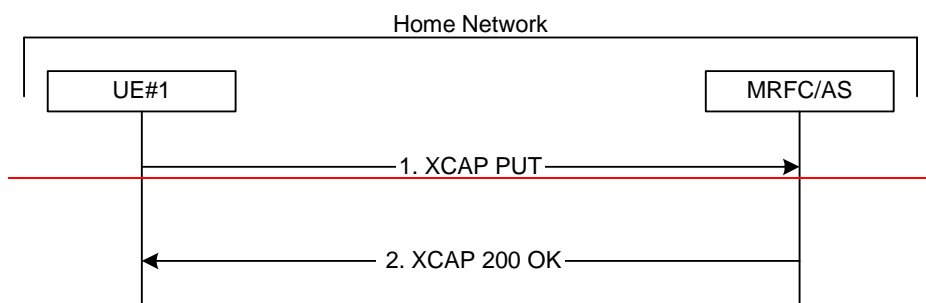 Home Network
UE#1
MRFC/AS
1. XCAP PUT
2. XCAP 200 OK